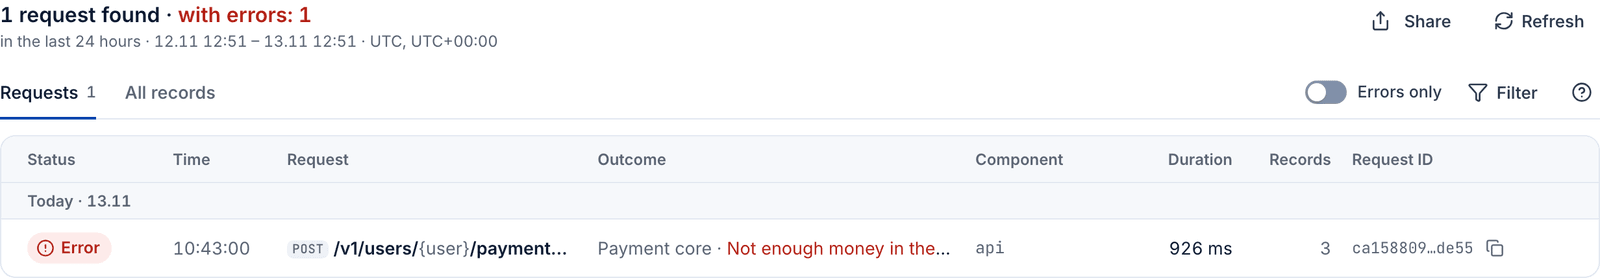 1 request found · with errors: 1
Share
Refresh
in the last 24 hours · 12.11 12:51 – 13.11 12:51 · UTC, UTC+00:00
Requests 1
All records
Errors only
Filter
Status Time Request Outcome Component Duration Records Request ID
Today · 13.11
Error 10:43:00 POST /v1/users/{user}/payment... Payment core · Not enough money in the... api 926 ms 3 ca158809…de55